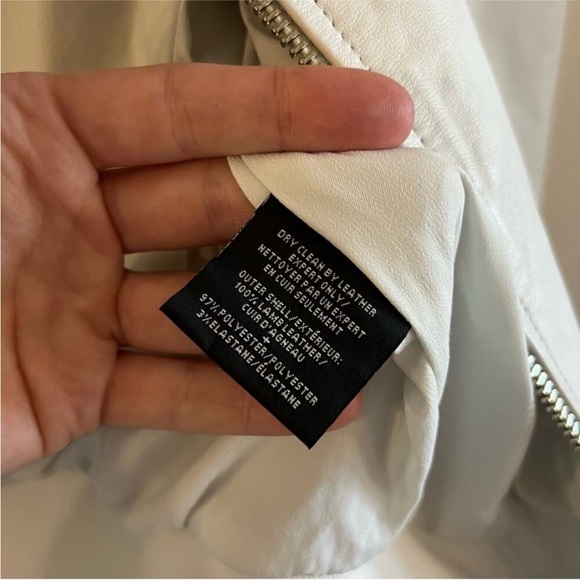 DRY CLEAN BY LEATHER
EXPERT ONLY/
NETTOYER PAR UN EXPERT
EN CUIR SEULEMENT
OUTER SHELL/EXTÉRIEUR:
100% LAMB LEATHER/
CUIR D'AGNEAU
+
97% POLYESTER/POLYESTER
3% ELASTANE/ÉLASTANE